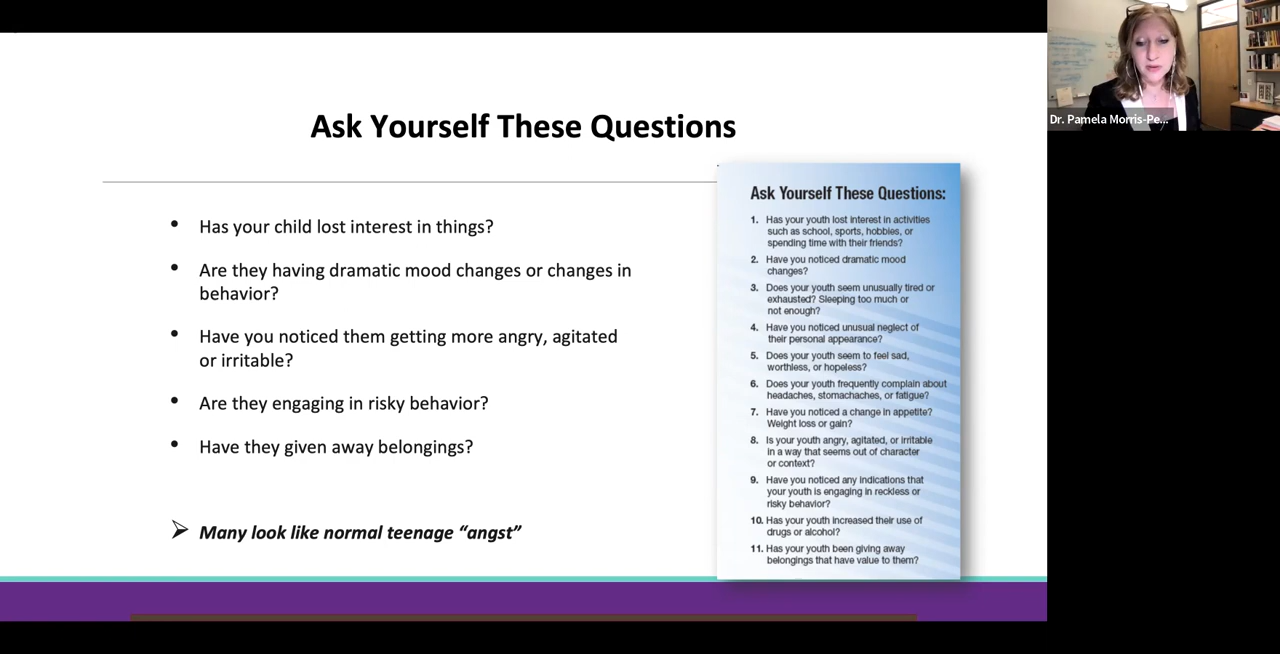 Ask Yourself These Questions
• Has your child lost interest in things?
• Are they having dramatic mood changes or changes in
behavior?
• Have you noticed them getting more angry, agitated
or irritable?
• Are they engaging in risky behavior?
• Have they given away belongings?
➢ Many look like normal teenage “angst”
Ask Yourself These Questions:
1. Has your youth lost interest in activities
such as school, sports, hobbies, or
spending time with their friends?
2. Have you noticed dramatic mood
changes?
3. Does your youth seem unusually tired or
exhausted? Sleeping too much or
not enough?
4. Have you noticed unusual neglect of
their personal appearance?
5. Does your youth seem to feel sad,
worthless, or hopeless?
6. Does your youth frequently complain about
headaches, stomachaches, or fatigue?
7. Have you noticed a change in appetite?
Weight loss or gain?
8. Is your youth angry, agitated, or irritable
in a way that seems out of character
or context?
9. Have you noticed any indications that
your youth is engaging in reckless or
risky behavior?
10. Has your youth increased their use of
drugs or alcohol?
11. Has your youth been giving away
belongings that have value to them?
Dr. Pamela Morris-Pe...